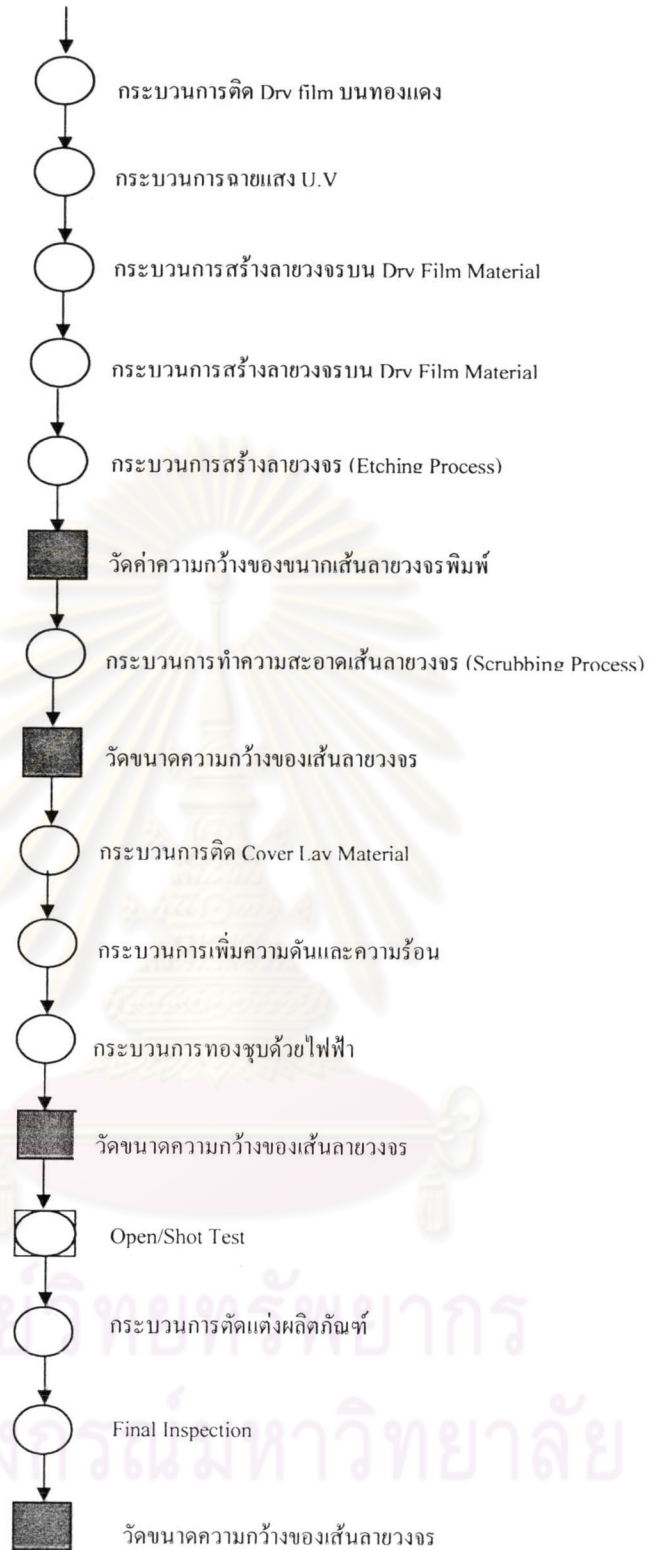 กระบวนการติด Dry film บนทองแดง
กระบวนการฉายแสง U.V
กระบวนการสร้างลายวงจรบน Dry Film Material
กระบวนการสร้างลายวงจรบน Dry Film Material
กระบวนการสร้างลายวงจร (Etching Process)
วัดค่าความกว้างของขนาดเส้นลายวงจรพิมพ์
กระบวนการทำความสะอาดเส้นลายวงจร (Scrubbing Process)
วัดขนาดความกว้างของเส้นลายวงจร
กระบวนการติด Cover Lay Material
กระบวนการเพิ่มความดันและความร้อน
กระบวนการทองชุบด้วยไฟฟ้า
วัดขนาดความกว้างของเส้นลายวงจร
Open/Shot Test
กระบวนการตัดแต่งผลิตภัณฑ์
Final Inspection
วัดขนาดความกว้างของเส้นลายวงจร